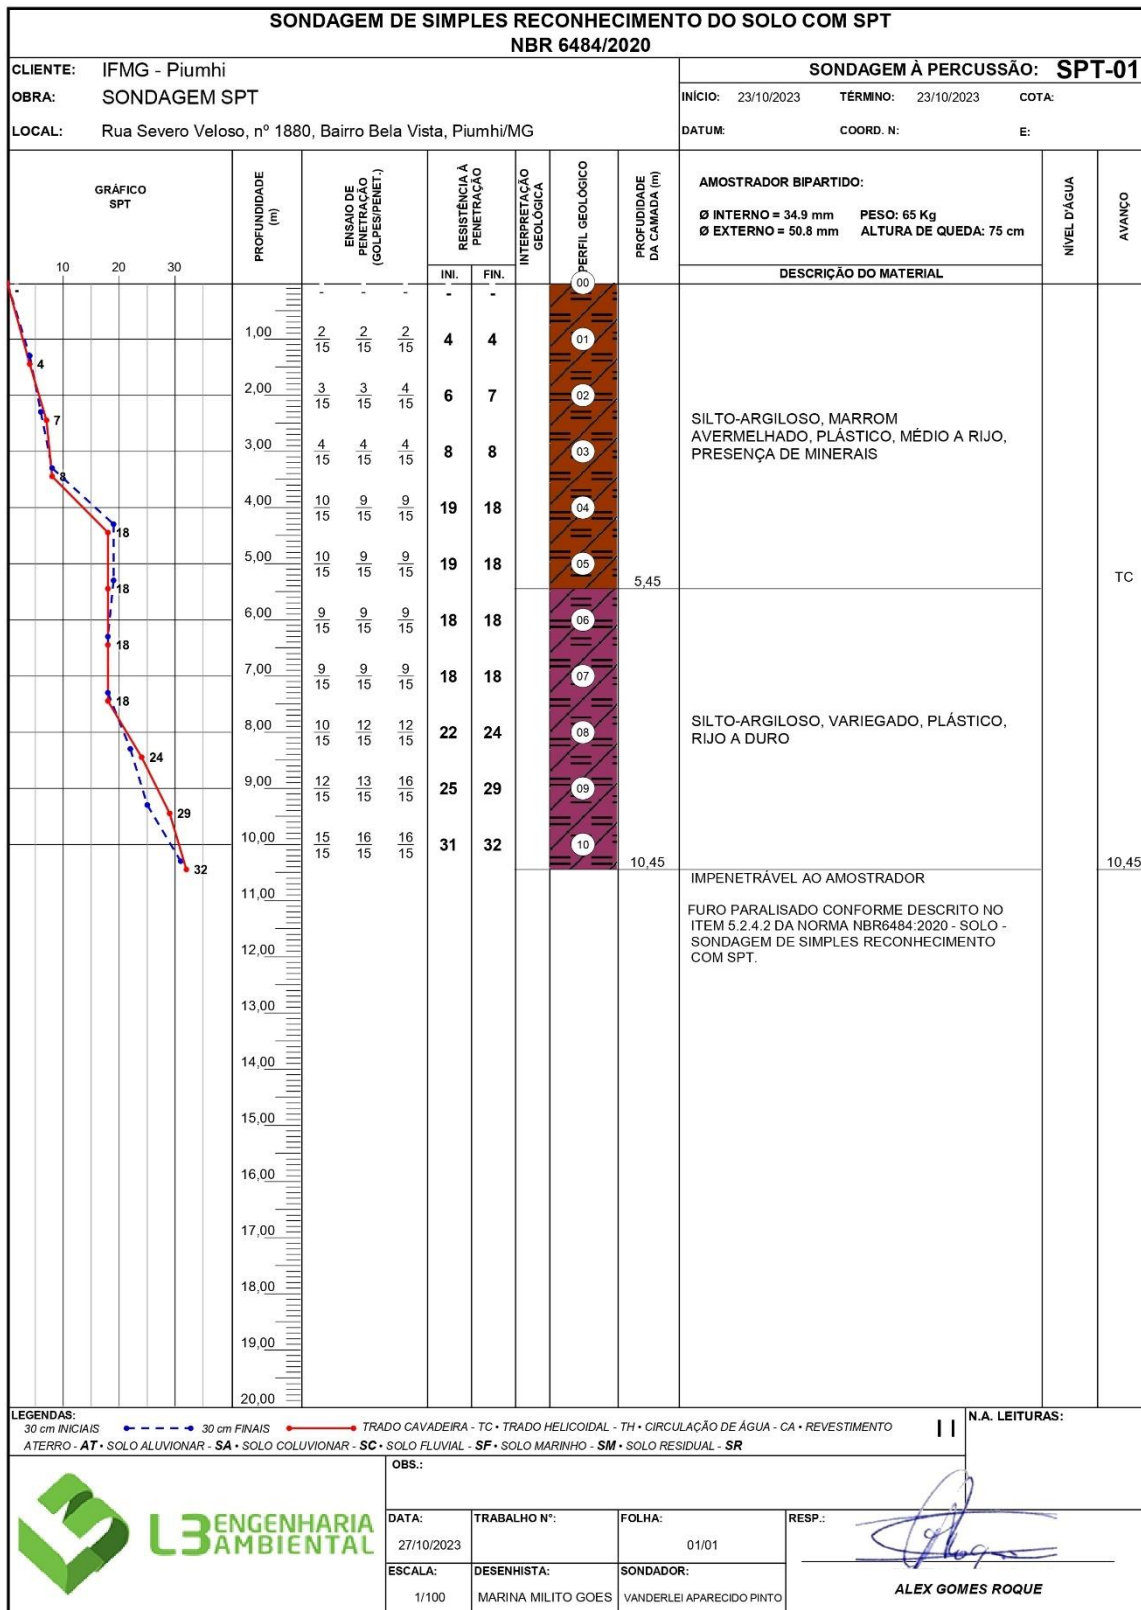 SONDAGEM DE SIMPLES RECONHECIMENTO DO SOLO COM SPT
NBR 6484/2020
CLIENTE: IFMG - Piumhi
OBRA: SONDAGEM SPT
LOCAL: Rua Severo Veloso, nº 1880, Bairro Bela Vista, Piumhi/MG
SONDAGEM À PERCUSSÃO: SPT-01
INÍCIO: 23/10/2023 TÉRMINO: 23/10/2023 COTA:
DATUM: COORD. N: E:
GRÁFICO
SPT
10 20 30
PROFUNDIDADE
(m)
ENSAIO DE
PENETRAÇÃO
(GOLPES/PENET.)
RESISTÊNCIA À
PENETRAÇÃO
INI. FIN.
INTERPRETAÇÃO
GEOLÓGICA
PERFIL GEOLÓGICO
PROFUDIDADE
DA CAMADA (m)
AMOSTRADOR BIPARTIDO:
Ø INTERNO = 34.9 mm PESO: 65 Kg
Ø EXTERNO = 50.8 mm ALTURA DE QUEDA: 75 cm
DESCRIÇÃO DO MATERIAL
NÍVEL D'ÁGUA
AVANÇO
- - - - - - 00
1,00 2/15 2/15 2/15 4 4 01
4
2,00 3/15 3/15 4/15 6 7 02
7
3,00 4/15 4/15 4/15 8 8 03
8
4,00 10/15 9/15 9/15 19 18 04
18
5,00 10/15 9/15 9/15 19 18 05
18
5,45
6,00 9/15 9/15 9/15 18 18 06
18
7,00 9/15 9/15 9/15 18 18 07
18
8,00 10/15 12/15 12/15 22 24 08
24
9,00 12/15 13/15 16/15 25 29 09
29
10,00 15/15 16/15 16/15 31 32 10
32
10,45
11,00
12,00
13,00
14,00
15,00
16,00
17,00
18,00
19,00
20,00
SILTO-ARGILOSO, MARROM
AVERMELHADO, PLÁSTICO, MÉDIO A RIJO,
PRESENÇA DE MINERAIS
SILTO-ARGILOSO, VARIEGADO, PLÁSTICO,
RIJO A DURO
IMPENETRÁVEL AO AMOSTRADOR
FURO PARALISADO CONFORME DESCRITO NO
ITEM 5.2.4.2 DA NORMA NBR6484:2020 - SOLO -
SONDAGEM DE SIMPLES RECONHECIMENTO
COM SPT.
TC
10,45
LEGENDAS:
30 cm INICIAIS 30 cm FINAIS TRADO CAVADEIRA - TC • TRADO HELICOIDAL - TH • CIRCULAÇÃO DE ÁGUA - CA • REVESTIMENTO
ATERRO - AT • SOLO ALUVIONAR - SA • SOLO COLUVIONAR - SC • SOLO FLUVIAL - SF • SOLO MARINHO - SM • SOLO RESIDUAL - SR
N.A. LEITURAS:
L3 ENGENHARIA
AMBIENTAL
OBS.:
DATA: TRABALHO Nº: FOLHA: RESP.:
27/10/2023 01/01
ESCALA: DESENHISTA: SONDADOR:
1/100 MARINA MILITO GOES VANDERLEI APARECIDO PINTO
ALEX GOMES ROQUE